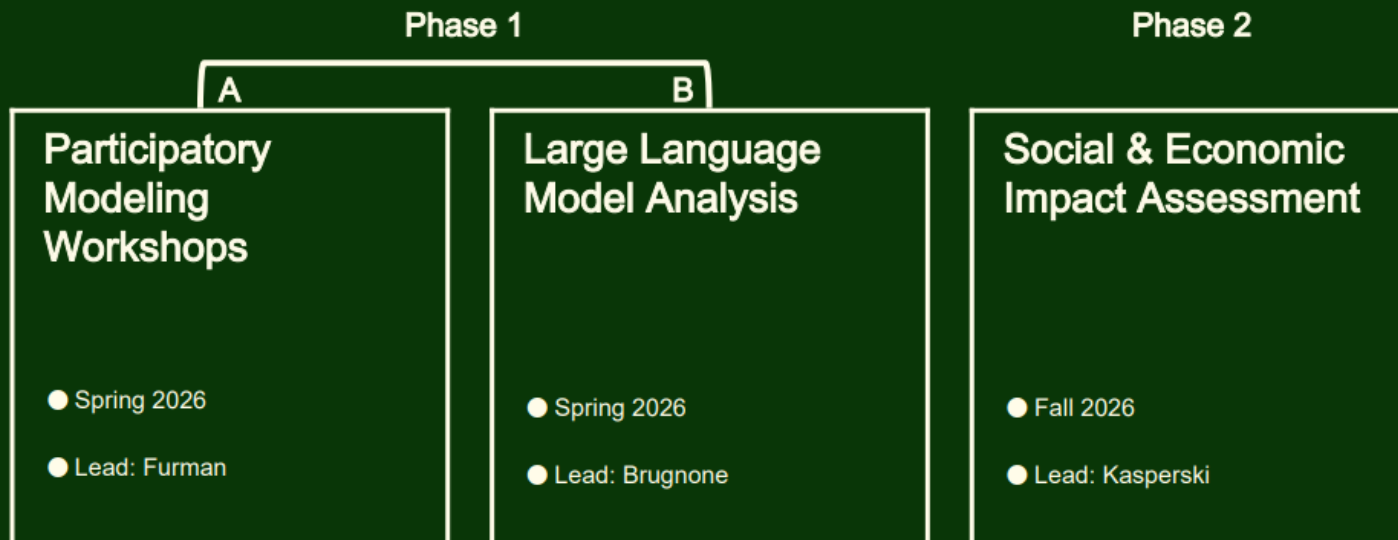 Phase 1
Phase 2
A
B
Participatory
Modeling
Workshops
● Spring 2026
● Lead: Furman
Large Language
Model Analysis
● Spring 2026
● Lead: Brugnone
Social & Economic
Impact Assessment
● Fall 2026
● Lead: Kasperski